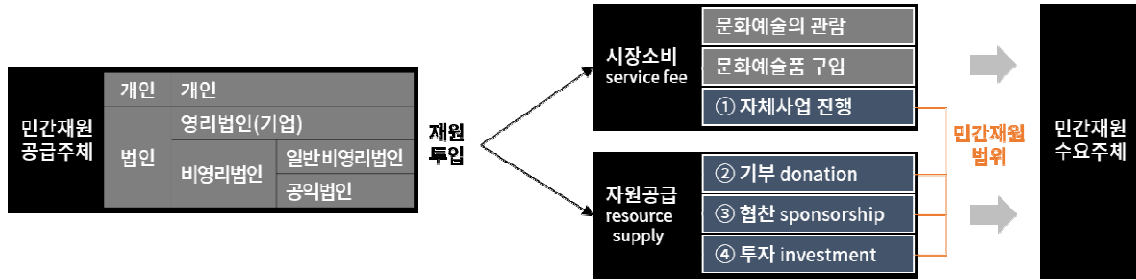 민간재원
공급주체
개인
개인
법인
영리법인(기업)
비영리법인
일반비영리법인
공익법인
재원
투입
시장소비
service fee
문화예술의 관람
문화예술품 구입
① 자체사업 진행
자원공급
resource
supply
② 기부 donation
③ 협찬 sponsorship
④ 투자 investment
민간재원
범위
민간재원
수요주체